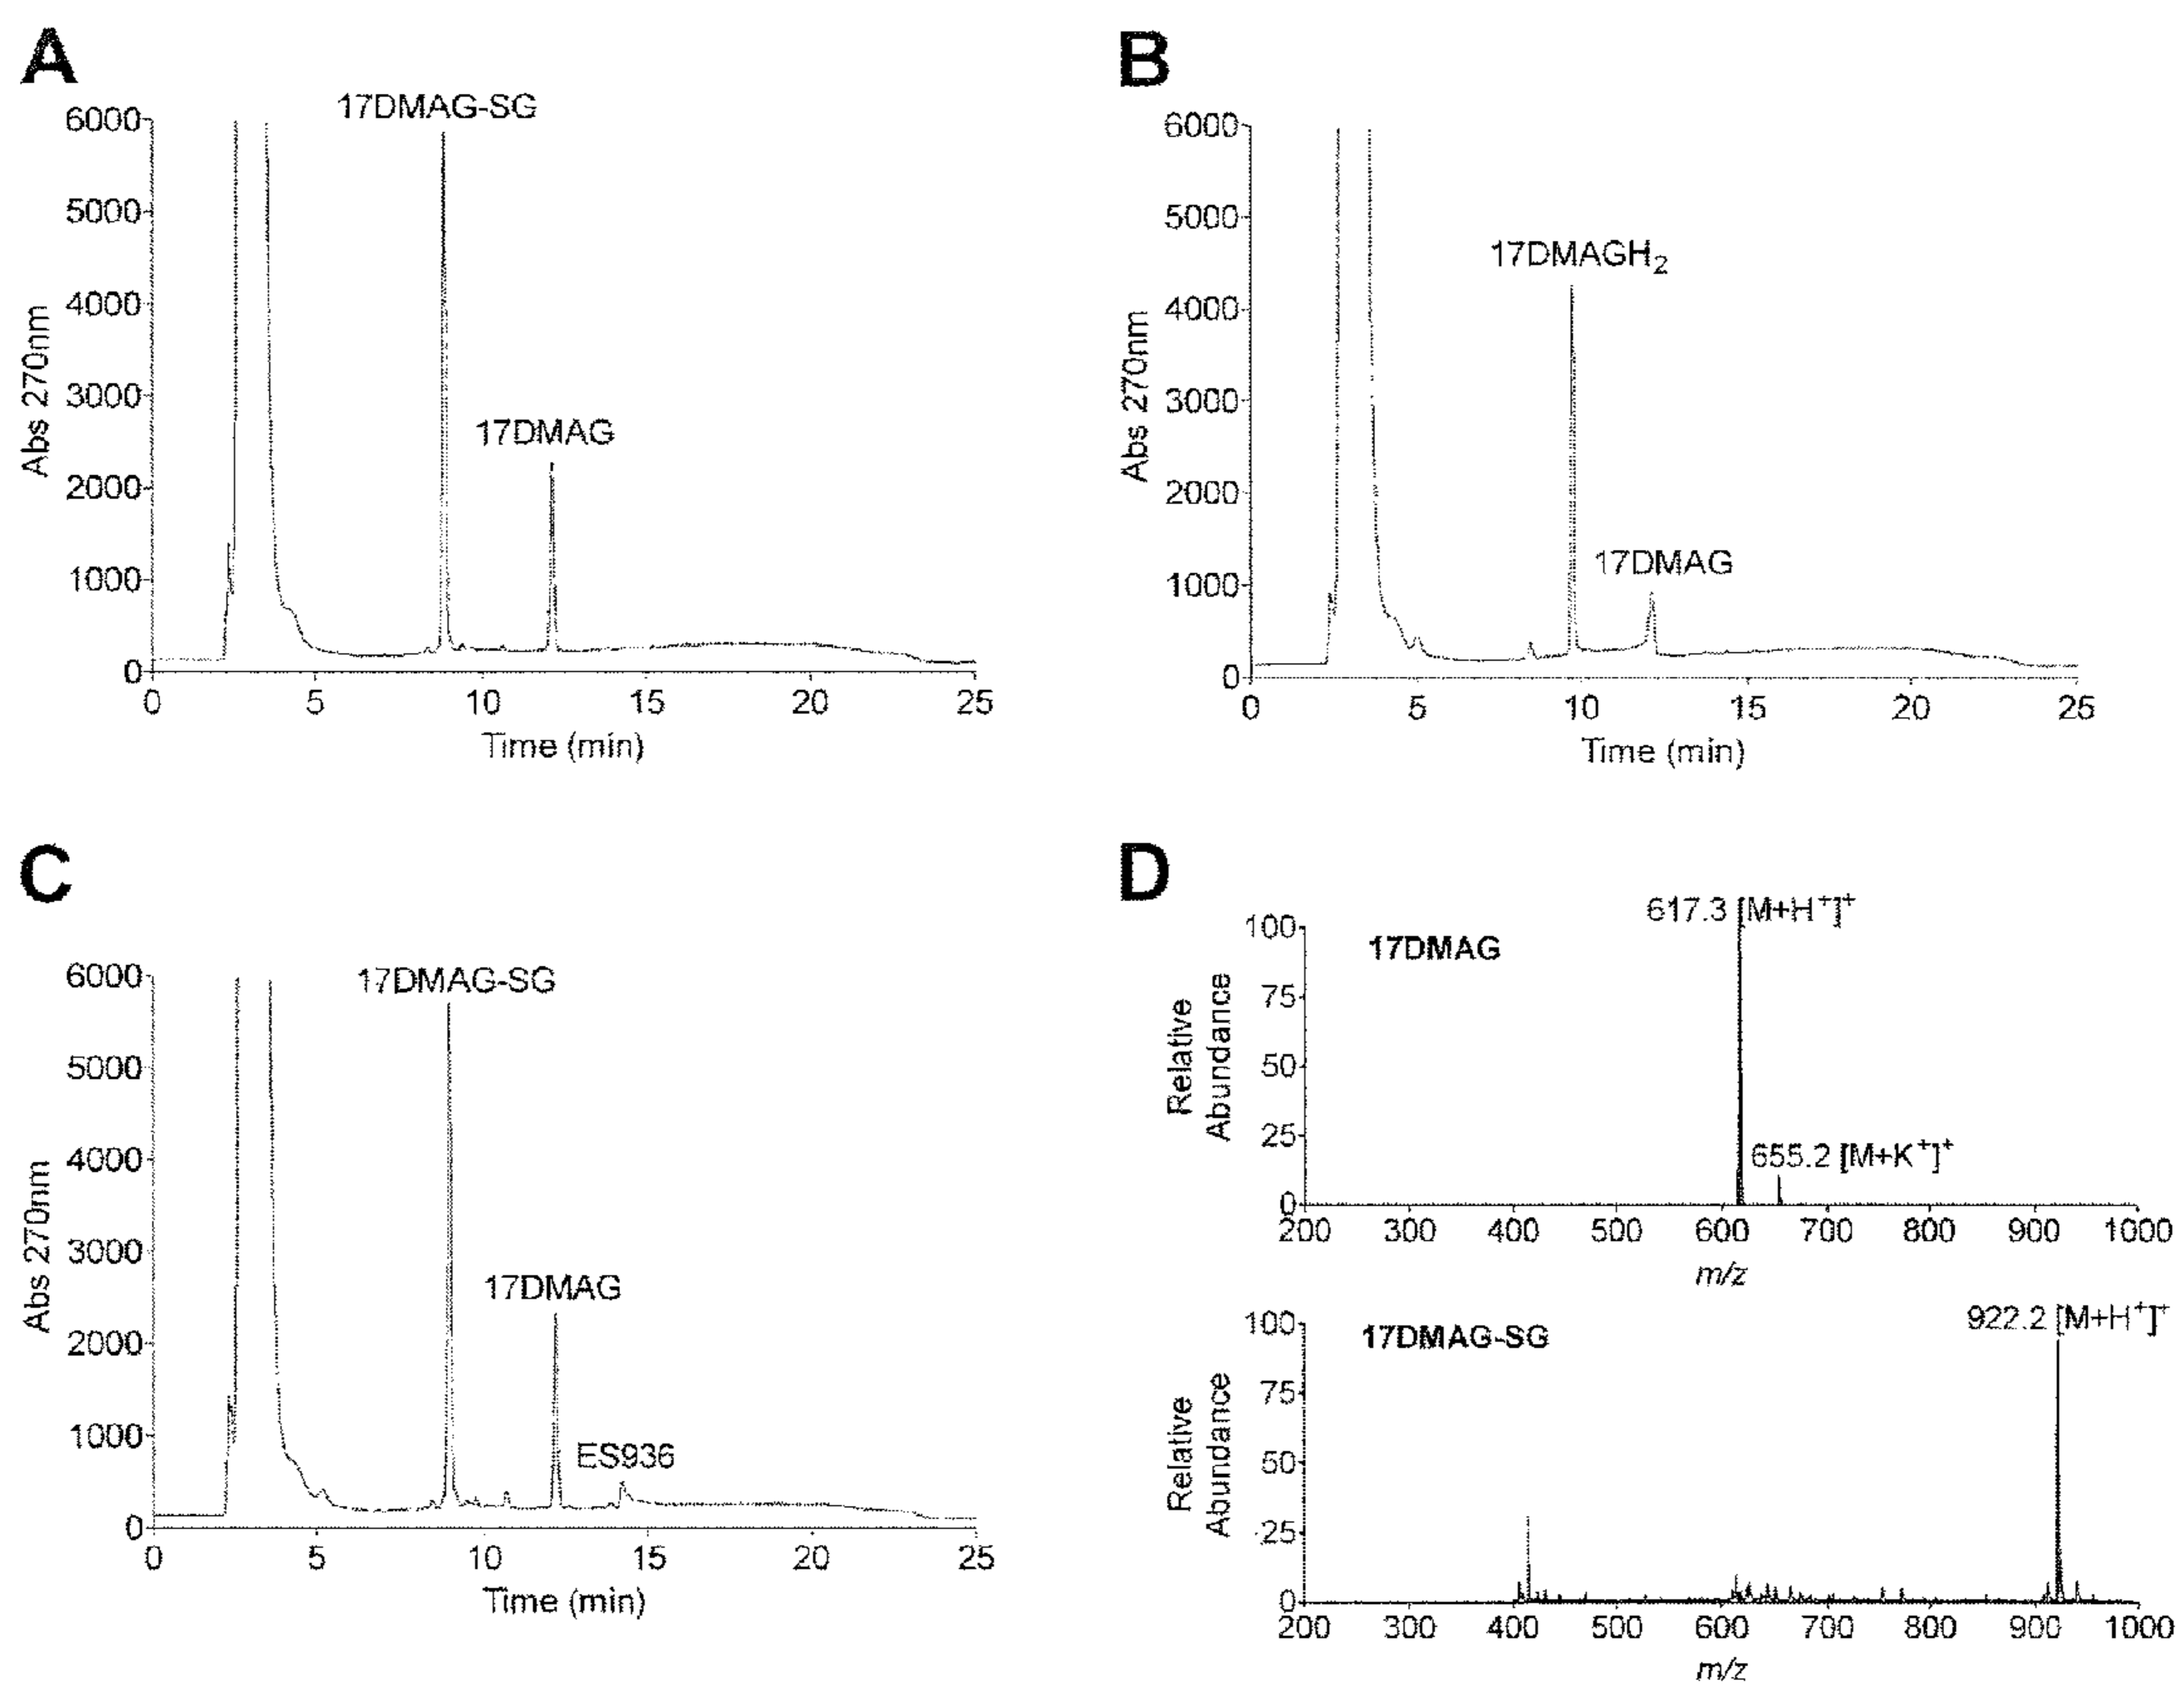 A
17DMAG-SG
17DMAG
6000
5000
4000
3000
2000
1000
0
Abs 270nm
0 5 10 15 20 25
Time (min)
B
17DMAGH₂
17DMAG
6000
5000
4000
3000
2000
1000
0
Abs 270nm
0 5 10 15 20 25
Time (min)
C
17DMAG-SG
17DMAG
ES936
6000
5000
4000
3000
2000
1000
0
Abs 270nm
0 5 10 15 20 25
Time (min)
D
617.3 [M+H⁺]⁺
17DMAG
655.2 [M+K⁺]⁺
100
75
50
25
0
Relative
Abundance
200 300 400 500 600 700 800 900 1000
m/z
922.2 [M+H⁺]⁺
17DMAG-SG
100
75
50
25
0
Relative
Abundance
200 300 400 500 600 700 800 900 1000
m/z